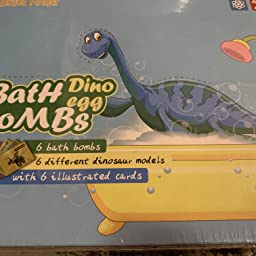 Bath Dino
egg
BOMBS
6 bath bombs
6 different dinosaur models
with 6 illustrated cards